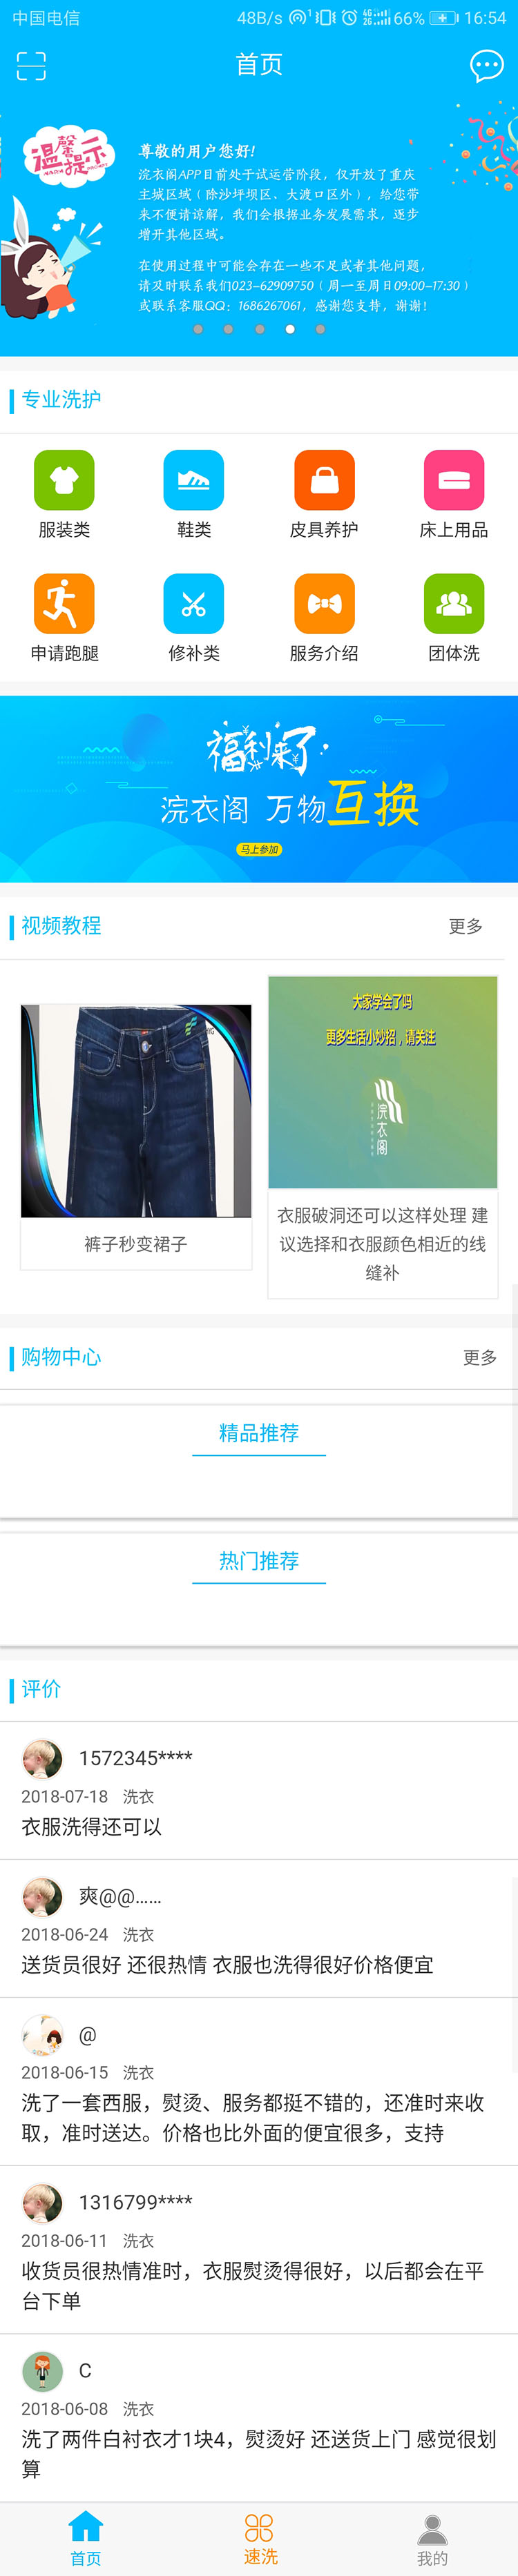 中国电信 48B/s 66% 16:54
首页
温馨提示
尊敬的用户您好!
浣衣阁APP目前处于试运营阶段，仅开放了重庆
主城区域（除沙坪坝区、大渡口区外），给您带
来不便请谅解，我们会根据业务发展需求，逐步
增开其他区域。
在使用过程中可能会存在一些不足或者其他问题，
请及时联系我们023-62909750（周一至周日09:00-17:30）
或联系客服QQ：1686267061，感谢您支持，谢谢！
专业洗护
服装类 鞋类 皮具养护 床上用品
申请跑腿 修补类 服务介绍 团体洗
福利来了
浣衣阁 万物互换
马上参加
视频教程 更多
大家学会了吗
更多生活小妙招，请关注
浣衣阁
裤子秒变裙子
衣服破洞还可以这样处理 建
议选择和衣服颜色相近的线
缝补
购物中心 更多
精品推荐
热门推荐
评价
1572345****
2018-07-18 洗衣
衣服洗得还可以
爽@@……
2018-06-24 洗衣
送货员很好 还很热情 衣服也洗得很好价格便宜
@
2018-06-15 洗衣
洗了一套西服，熨烫、服务都挺不错的，还准时来收
取，准时送达。价格也比外面的便宜很多，支持
1316799****
2018-06-11 洗衣
收货员很热情准时，衣服熨烫得很好，以后都会在平
台下单
C
2018-06-08 洗衣
洗了两件白衬衣才1块4，熨烫好 还送货上门 感觉很划
算
首页 速洗 我的